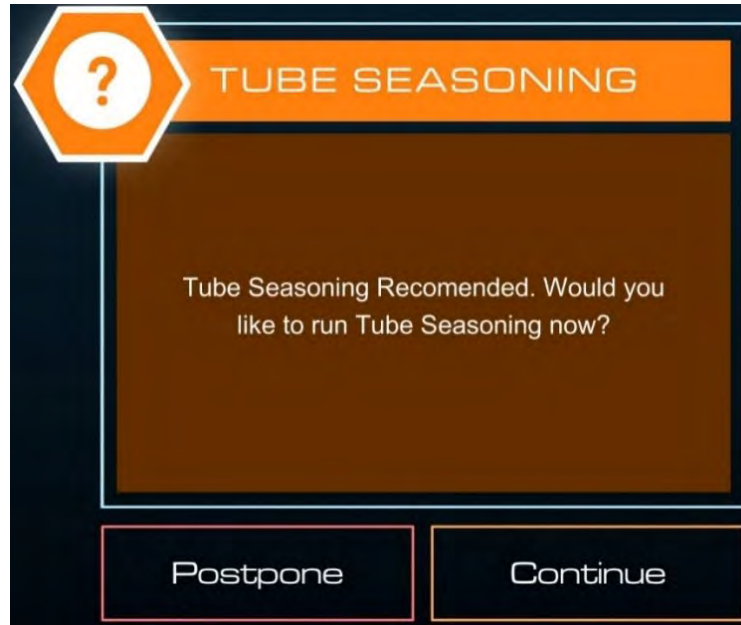 ?
TUBE SEASONING
Tube Seasoning Recomended. Would you
like to run Tube Seasoning now?
Postpone
Continue